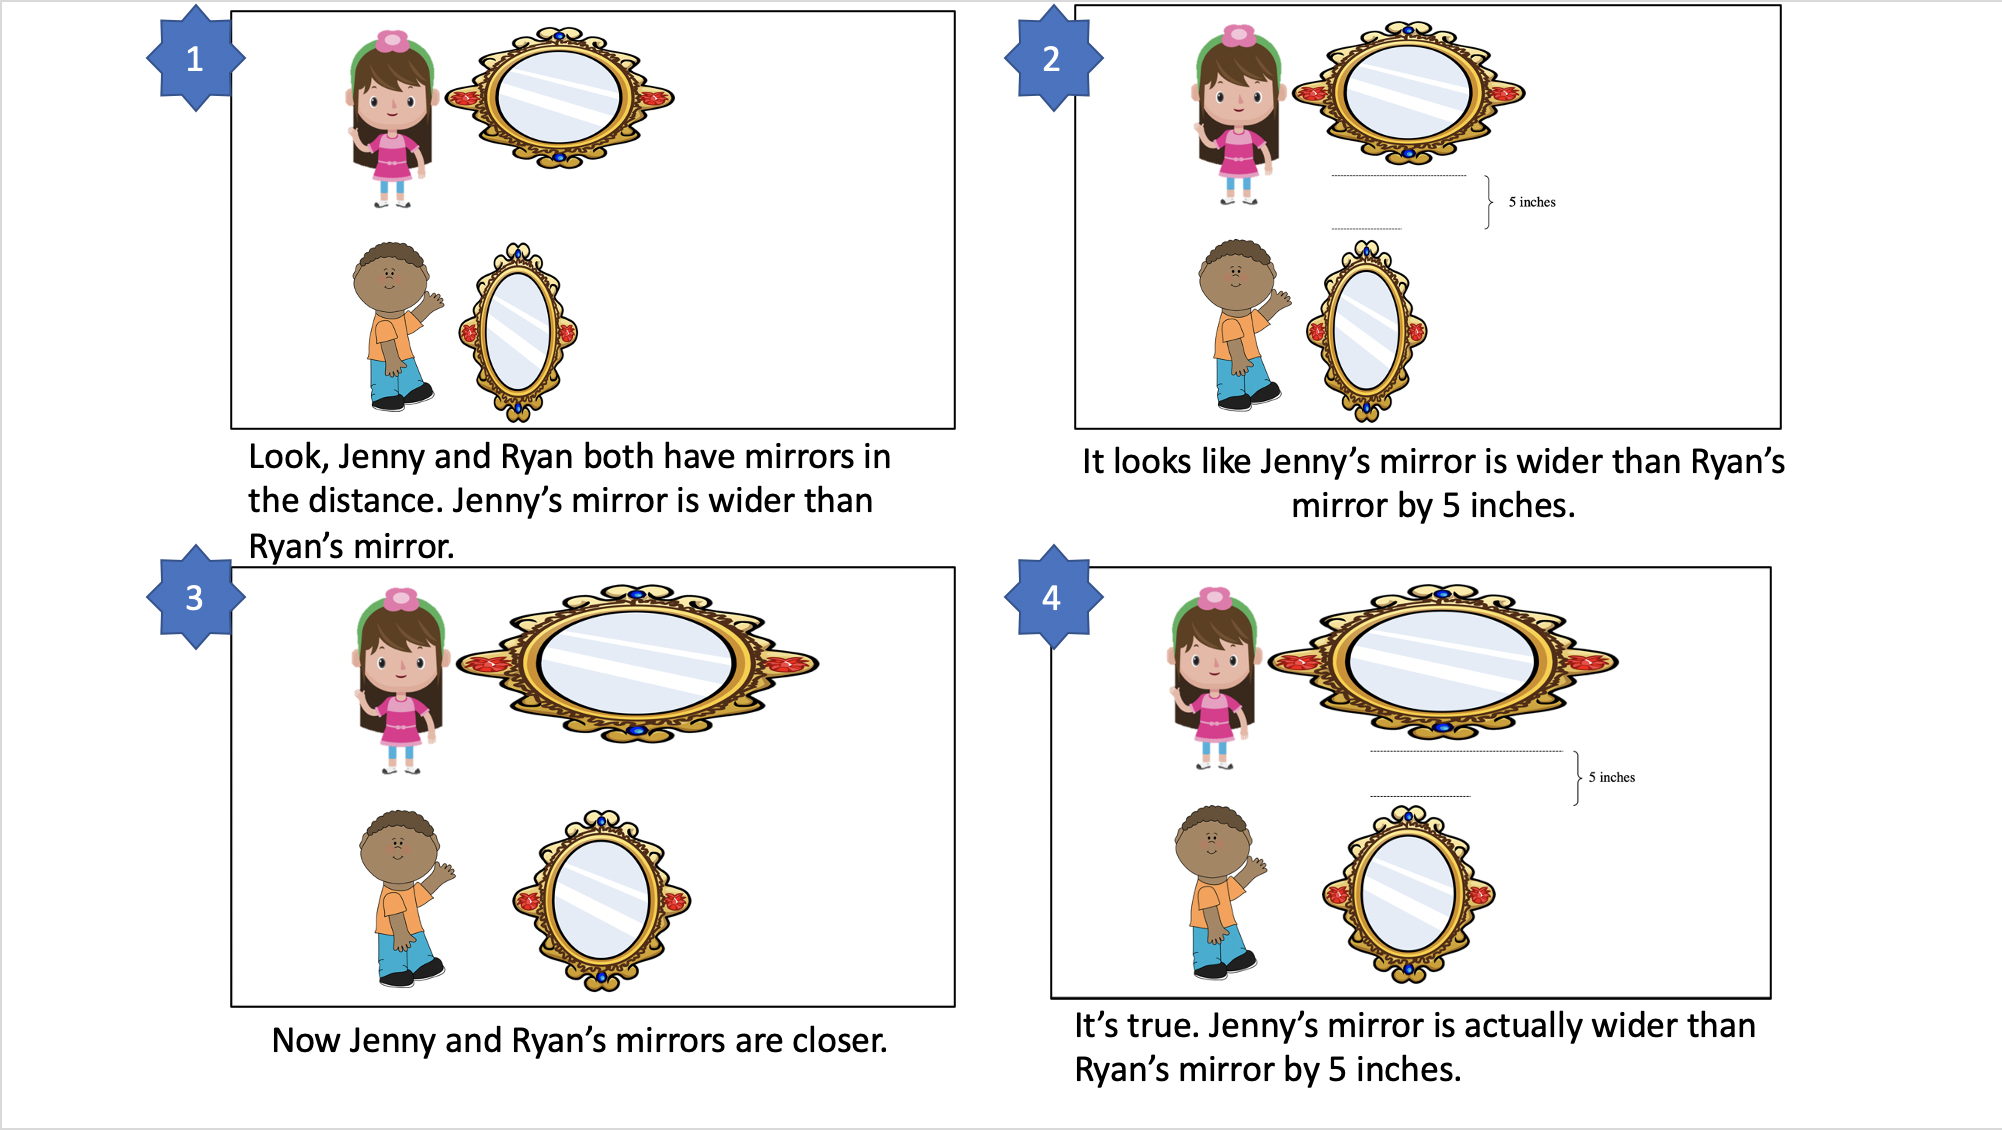 1
Look, Jenny and Ryan both have mirrors in
the distance. Jenny’s mirror is wider than
Ryan’s mirror.
2
5 inches
It looks like Jenny’s mirror is wider than Ryan’s
mirror by 5 inches.
3
Now Jenny and Ryan’s mirrors are closer.
4
5 inches
It’s true. Jenny’s mirror is actually wider than
Ryan’s mirror by 5 inches.